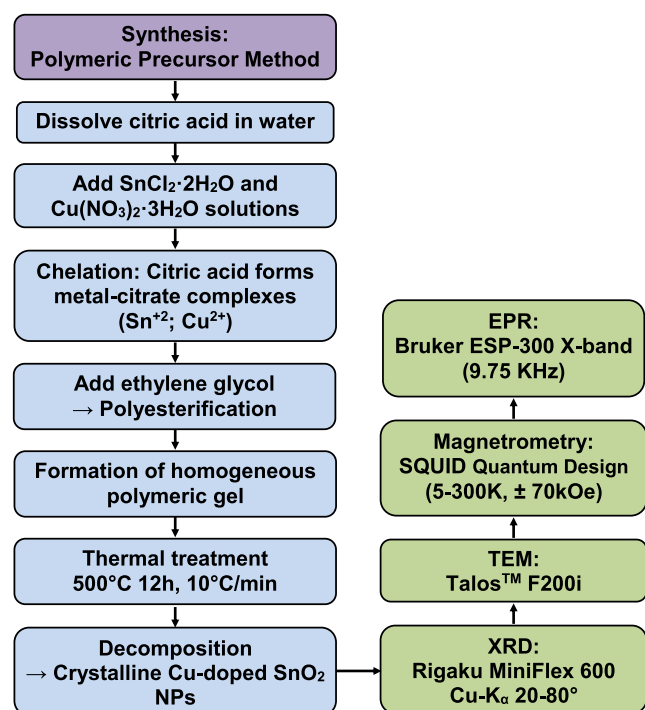 Synthesis:
Polymeric Precursor Method
Dissolve citric acid in water
Add SnCl₂·2H₂O and
Cu(NO₃)₂·3H₂O solutions
Chelation: Citric acid forms
metal-citrate complexes
(Sn⁺²; Cu²⁺)
Add ethylene glycol
→ Polyesterification
Formation of homogeneous
polymeric gel
Thermal treatment
500°C 12h, 10°C/min
Decomposition
→ Crystalline Cu-doped SnO₂
NPs
XRD:
Rigaku MiniFlex 600
Cu-Kα 20-80°
TEM:
Talos™ F200i
Magnetrometry:
SQUID Quantum Design
(5-300K, ± 70kOe)
EPR:
Bruker ESP-300 X-band
(9.75 KHz)